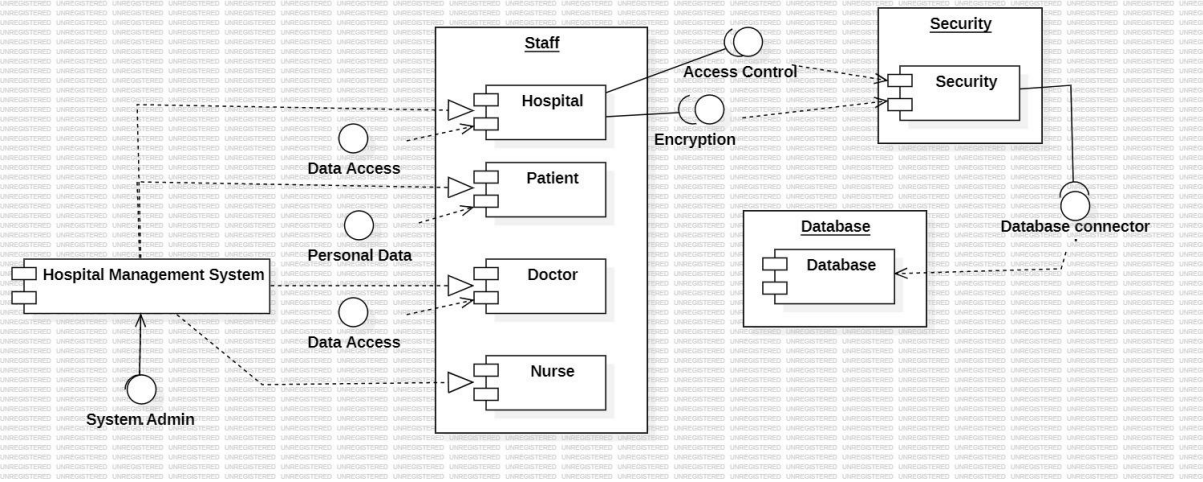 Staff
Hospital
Patient
Doctor
Nurse
Data Access
Personal Data
Data Access
Hospital Management System
System Admin
Access Control
Encryption
Security
Security
Database connector
Database
Database
UNREGISTERED